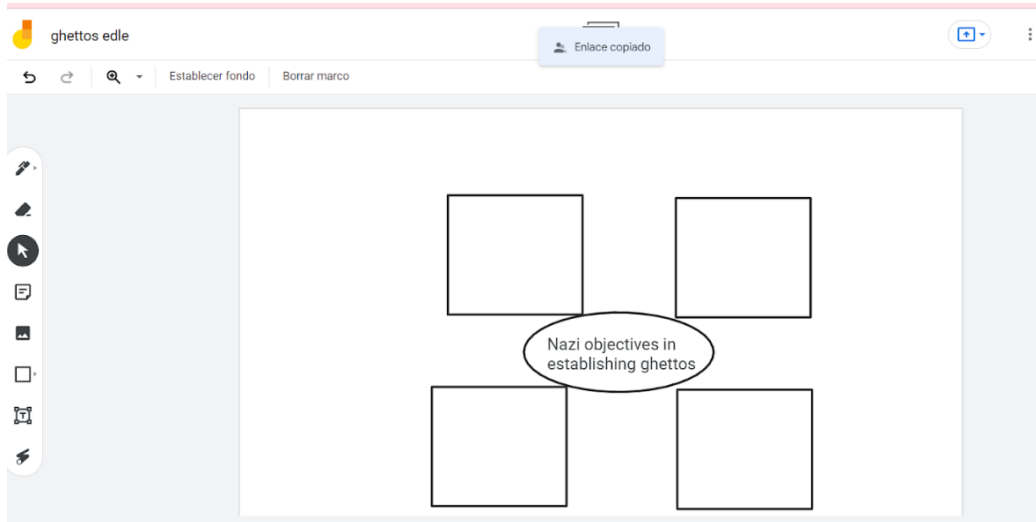 ghettos edle
Enlace copiado
Establecer fondo Borrar marco
Nazi objectives in
establishing ghettos